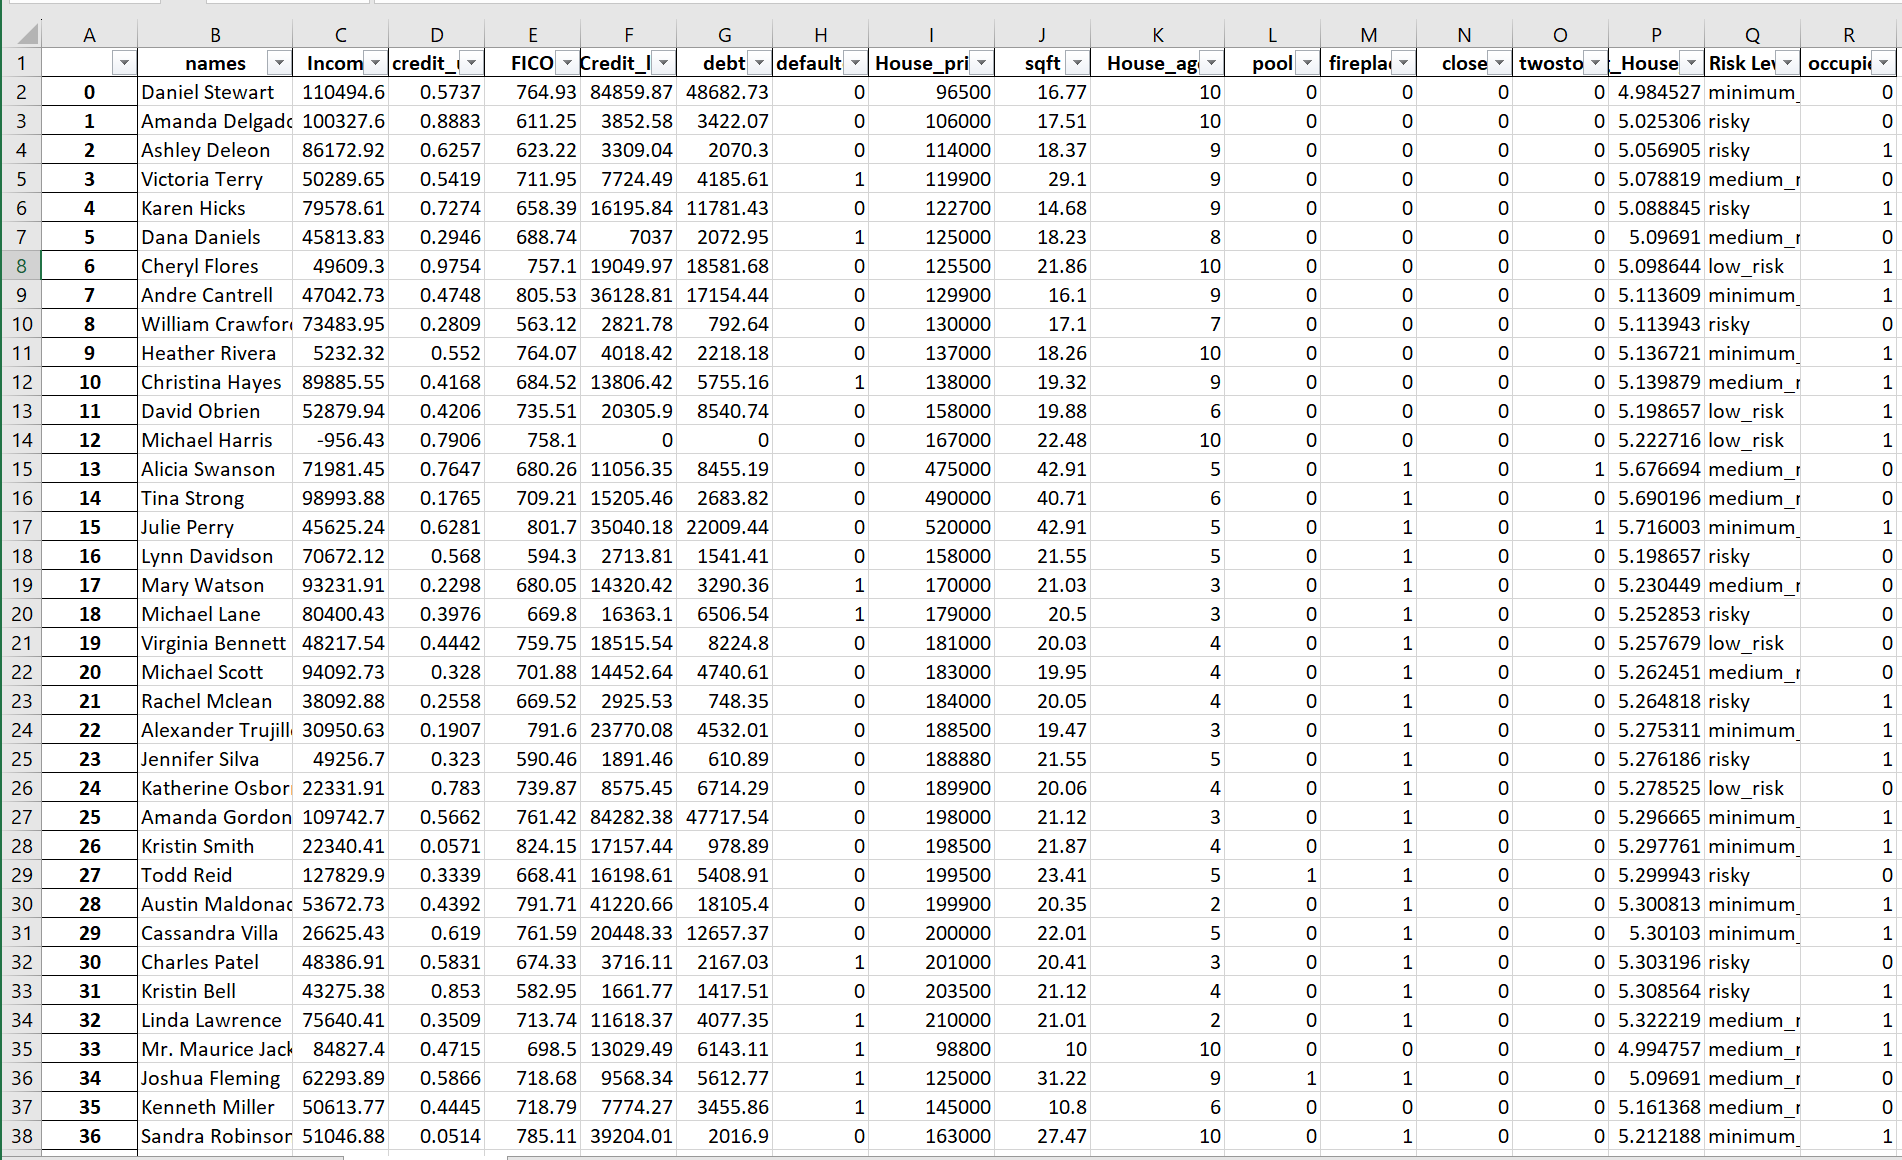 A B C D E F G H I J K L M N O P Q R
1 names Incom credit_ FICO Credit_l debt default House_pri sqft House_ag pool firepla close twosto _House Risk Lev occupi
2 0 Daniel Stewart 110494.6 0.5737 764.93 84859.87 48682.73 0 96500 16.77 10 0 0 0 0 4.984527 minimum_ 0
3 1 Amanda Delgado 100327.6 0.8883 611.25 3852.58 3422.07 0 106000 17.51 10 0 0 0 0 5.025306 risky 0
4 2 Ashley Deleon 86172.92 0.6257 623.22 3309.04 2070.3 0 114000 18.37 9 0 0 0 0 5.056905 risky 1
5 3 Victoria Terry 50289.65 0.5419 711.95 7724.49 4185.61 1 119900 29.1 9 0 0 0 0 5.078819 medium_r 0
6 4 Karen Hicks 79578.61 0.7274 658.39 16195.84 11781.43 0 122700 14.68 9 0 0 0 0 5.088845 risky 1
7 5 Dana Daniels 45813.83 0.2946 688.74 7037 2072.95 1 125000 18.23 8 0 0 0 0 5.09691 medium_r 0
8 6 Cheryl Flores 49609.3 0.9754 757.1 19049.97 18581.68 0 125500 21.86 10 0 0 0 0 5.098644 low_risk 1
9 7 Andre Cantrell 47042.73 0.4748 805.53 36128.81 17154.44 0 129900 16.1 9 0 0 0 0 5.113609 minimum_ 1
10 8 William Crawford 73483.95 0.2809 563.12 2821.78 792.64 0 130000 17.1 7 0 0 0 0 5.113943 risky 0
11 9 Heather Rivera 5232.32 0.552 764.07 4018.42 2218.18 0 137000 18.26 10 0 0 0 0 5.136721 minimum_ 1
12 10 Christina Hayes 89885.55 0.4168 684.52 13806.42 5755.16 1 138000 19.32 9 0 0 0 0 5.139879 medium_r 1
13 11 David Obrien 52879.94 0.4206 735.51 20305.9 8540.74 0 158000 19.88 6 0 0 0 0 5.198657 low_risk 1
14 12 Michael Harris -956.43 0.7906 758.1 0 0 0 167000 22.48 10 0 0 0 0 5.222716 low_risk 1
15 13 Alicia Swanson 71981.45 0.7647 680.26 11056.35 8455.19 0 475000 42.91 5 0 1 0 1 5.676694 medium_r 0
16 14 Tina Strong 98993.88 0.1765 709.21 15205.46 2683.82 0 490000 40.71 6 0 1 0 0 5.690196 medium_r 0
17 15 Julie Perry 45625.24 0.6281 801.7 35040.18 22009.44 0 520000 42.91 5 0 1 0 1 5.716003 minimum_ 1
18 16 Lynn Davidson 70672.12 0.568 594.3 2713.81 1541.41 0 158000 21.55 5 0 1 0 0 5.198657 risky 0
19 17 Mary Watson 93231.91 0.2298 680.05 14320.42 3290.36 1 170000 21.03 3 0 1 0 0 5.230449 medium_r 0
20 18 Michael Lane 80400.43 0.3976 669.8 16363.1 6506.54 1 179000 20.5 3 0 1 0 0 5.252853 risky 0
21 19 Virginia Bennett 48217.54 0.4442 759.75 18515.54 8224.8 0 181000 20.03 4 0 1 0 0 5.257679 low_risk 0
22 20 Michael Scott 94092.73 0.328 701.88 14452.64 4740.61 0 183000 19.95 4 0 1 0 0 5.262451 medium_r 0
23 21 Rachel Mclean 38092.88 0.2558 669.52 2925.53 748.35 0 184000 20.05 4 0 1 0 0 5.264818 risky 1
24 22 Alexander Trujill 30950.63 0.1907 791.6 23770.08 4532.01 0 188500 19.47 3 0 1 0 0 5.275311 minimum_ 1
25 23 Jennifer Silva 49256.7 0.323 590.46 1891.46 610.89 0 188880 21.55 5 0 1 0 0 5.276186 risky 1
26 24 Katherine Osbor 22331.91 0.783 739.87 8575.45 6714.29 0 189900 20.06 4 0 1 0 0 5.278525 low_risk 0
27 25 Amanda Gordon 109742.7 0.5662 761.42 84282.38 47717.54 0 198000 21.12 3 0 1 0 0 5.296665 minimum_ 1
28 26 Kristin Smith 22340.41 0.0571 824.15 17157.44 978.89 0 198500 21.87 4 0 1 0 0 5.297761 minimum_ 1
29 27 Todd Reid 127829.9 0.3339 668.41 16198.61 5408.91 0 199500 23.41 5 1 1 0 0 5.299943 risky 0
30 28 Austin Maldonad 53672.73 0.4392 791.71 41220.66 18105.4 0 199900 20.35 2 0 1 0 0 5.300813 minimum_ 1
31 29 Cassandra Villa 26625.43 0.619 761.59 20448.33 12657.37 0 200000 22.01 5 0 1 0 0 5.30103 minimum_ 1
32 30 Charles Patel 48386.91 0.5831 674.33 3716.11 2167.03 1 201000 20.41 3 0 1 0 0 5.303196 risky 0
33 31 Kristin Bell 43275.38 0.853 582.95 1661.77 1417.51 0 203500 21.12 4 0 1 0 0 5.308564 risky 1
34 32 Linda Lawrence 75640.41 0.3509 713.74 11618.37 4077.35 1 210000 21.01 2 0 1 0 0 5.322219 medium_r 1
35 33 Mr. Maurice Jack 84827.4 0.4715 698.5 13029.49 6143.11 1 98800 10 10 0 0 0 0 4.994757 medium_r 1
36 34 Joshua Fleming 62293.89 0.5866 718.68 9568.34 5612.77 1 125000 31.22 9 1 1 0 0 5.09691 medium_r 0
37 35 Kenneth Miller 50613.77 0.4445 718.79 7774.27 3455.86 1 145000 10.8 6 0 0 0 0 5.161368 medium_r 0
38 36 Sandra Robinson 51046.88 0.0514 785.11 39204.01 2016.9 0 163000 27.47 10 0 1 0 0 5.212188 minimum_ 1